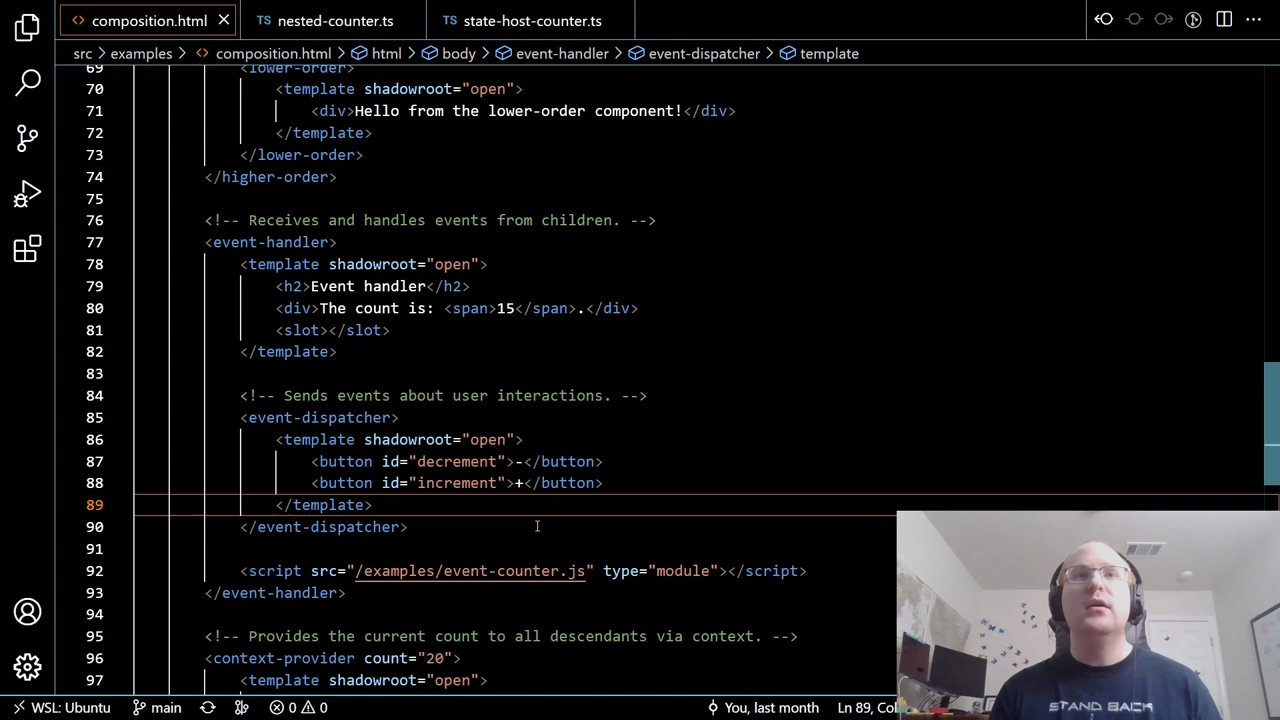 composition.html
TS nested-counter.ts
TS state-host-counter.ts
src > examples > composition.html > html > body > event-handler > event-dispatcher > template
69 <lower-order>
70 <template shadowroot="open">
71 <div>Hello from the lower-order component!</div>
72 </template>
73 </lower-order>
74 </higher-order>
75
76 <!-- Receives and handles events from children. -->
77 <event-handler>
78 <template shadowroot="open">
79 <h2>Event handler</h2>
80 <div>The count is: <span>15</span>.</div>
81 <slot></slot>
82 </template>
83
84 <!-- Sends events about user interactions. -->
85 <event-dispatcher>
86 <template shadowroot="open">
87 <button id="decrement">-</button>
88 <button id="increment">+</button>
89 </template>
90 </event-dispatcher>
91
92 <script src="/examples/event-counter.js" type="module"></script>
93 </event-handler>
94
95 <!-- Provides the current count to all descendants via context. -->
96 <context-provider count="20">
97 <template shadowroot="open">
WSL: Ubuntu main 0 0 You, last month Ln 89, Co
STAND BACK